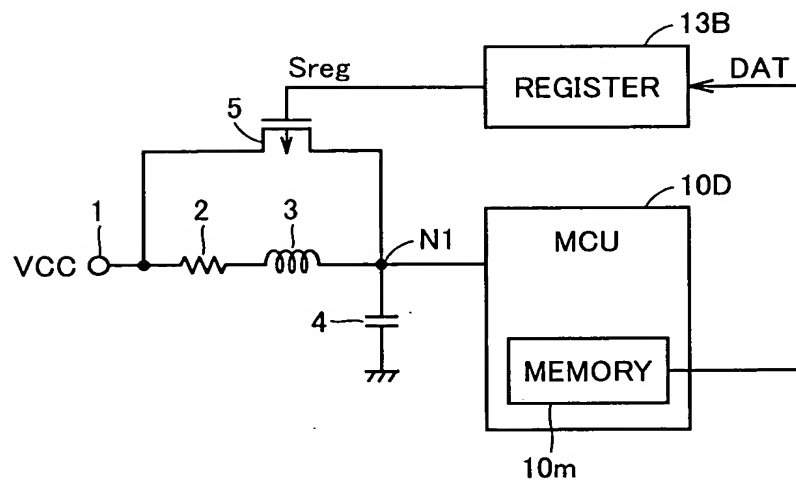 13B
Sreg
REGISTER
DAT
5
10D
1
2
3
N1
MCU
VCC
4
MEMORY
10m